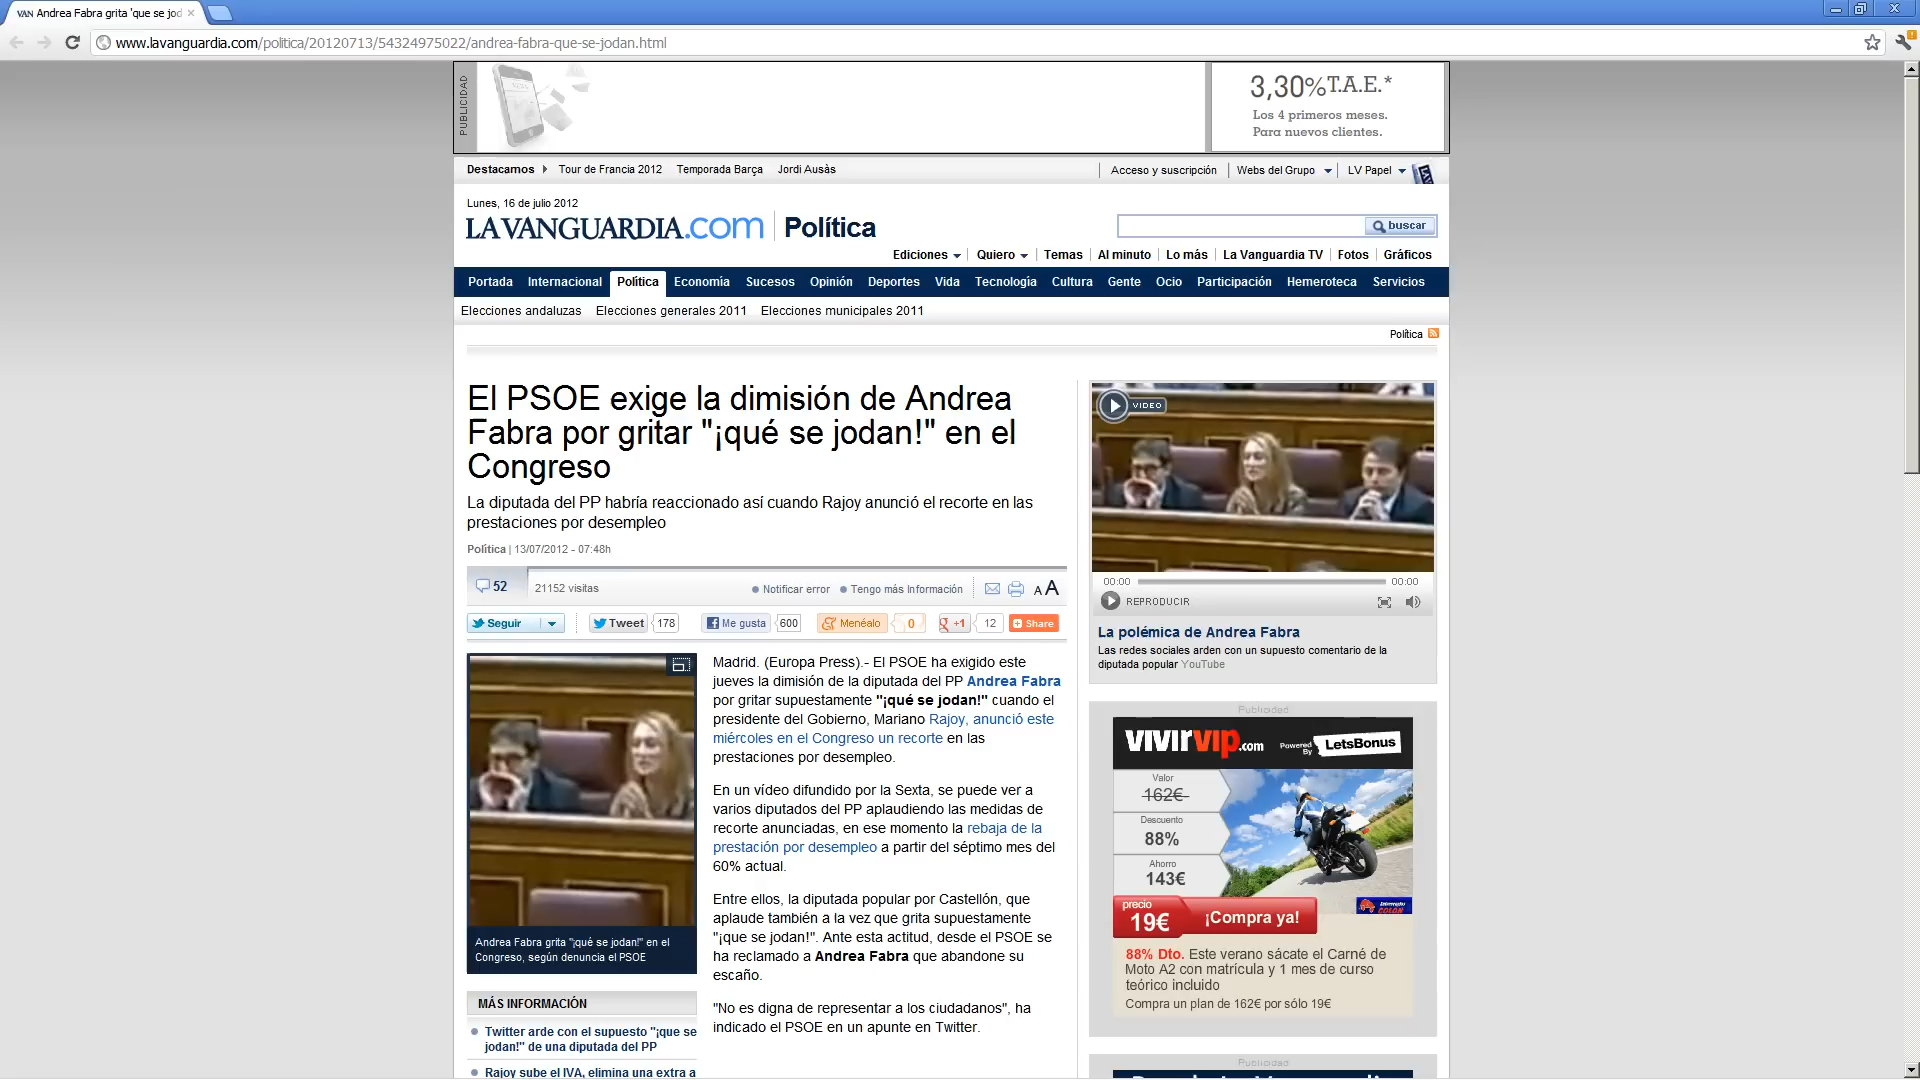 VAN Andrea Fabra grita 'que se jod
www.lavanguardia.com/politica/20120713/54324975022/andrea-fabra-que-se-jodan.html
PUBLICIDAD
3,30% T.A.E.*
Los 4 primeros meses.
Para nuevos clientes.
Destacamos Tour de Francia 2012 Temporada Barça Jordi Ausàs
Acceso y suscripción Webs del Grupo LV Papel
Lunes, 16 de julio 2012
LAVANGUARDIA.com Política
buscar
Ediciones Quiero Temas Al minuto Lo más La Vanguardia TV Fotos Gráficos
Portada Internacional Política Economía Sucesos Opinión Deportes Vida Tecnología Cultura Gente Ocio Participación Hemeroteca Servicios
Elecciones andaluzas Elecciones generales 2011 Elecciones municipales 2011
Política
El PSOE exige la dimisión de Andrea
Fabra por gritar "¡qué se jodan!" en el
Congreso
La diputada del PP habría reaccionado así cuando Rajoy anunció el recorte en las
prestaciones por desempleo
Política | 13/07/2012 - 07:48h
52
21152 visitas
Notificar error Tengo más Información
A A
Seguir Tweet 178 Me gusta 600 Menéalo 0 +1 12 Share
Andrea Fabra grita "¡qué se jodan!" en el
Congreso, según denuncia el PSOE
MÁS INFORMACIÓN
Twitter arde con el supuesto "¡que se
jodan!" de una diputada del PP
Rajoy sube el IVA, elimina una extra a
Madrid. (Europa Press).- El PSOE ha exigido este
jueves la dimisión de la diputada del PP Andrea Fabra
por gritar supuestamente "¡qué se jodan!" cuando el
presidente del Gobierno, Mariano Rajoy, anunció este
miércoles en el Congreso un recorte en las
prestaciones por desempleo.
En un vídeo difundido por la Sexta, se puede ver a
varios diputados del PP aplaudiendo las medidas de
recorte anunciadas, en ese momento la rebaja de la
prestación por desempleo a partir del séptimo mes del
60% actual.
Entre ellos, la diputada popular por Castellón, que
aplaude también a la vez que grita supuestamente
"¡que se jodan!". Ante esta actitud, desde el PSOE se
ha reclamado a Andrea Fabra que abandone su
escaño.
"No es digna de representar a los ciudadanos", ha
indicado el PSOE en un apunte en Twitter.
VIDEO
00:00 00:00
REPRODUCIR
La polémica de Andrea Fabra
Las redes sociales arden con un supuesto comentario de la
diputada popular YouTube
Publicidad
VIVIRVIP.com Powered By LetsBonus
Valor
162€
Descuento
88%
Ahorro
143€
precio
19€
¡Compra ya!
88% Dto. Este verano sácate el Carné de
Moto A2 con matrícula y 1 mes de curso
teórico incluido
Compra un plan de 162€ por sólo 19€
Publicidad